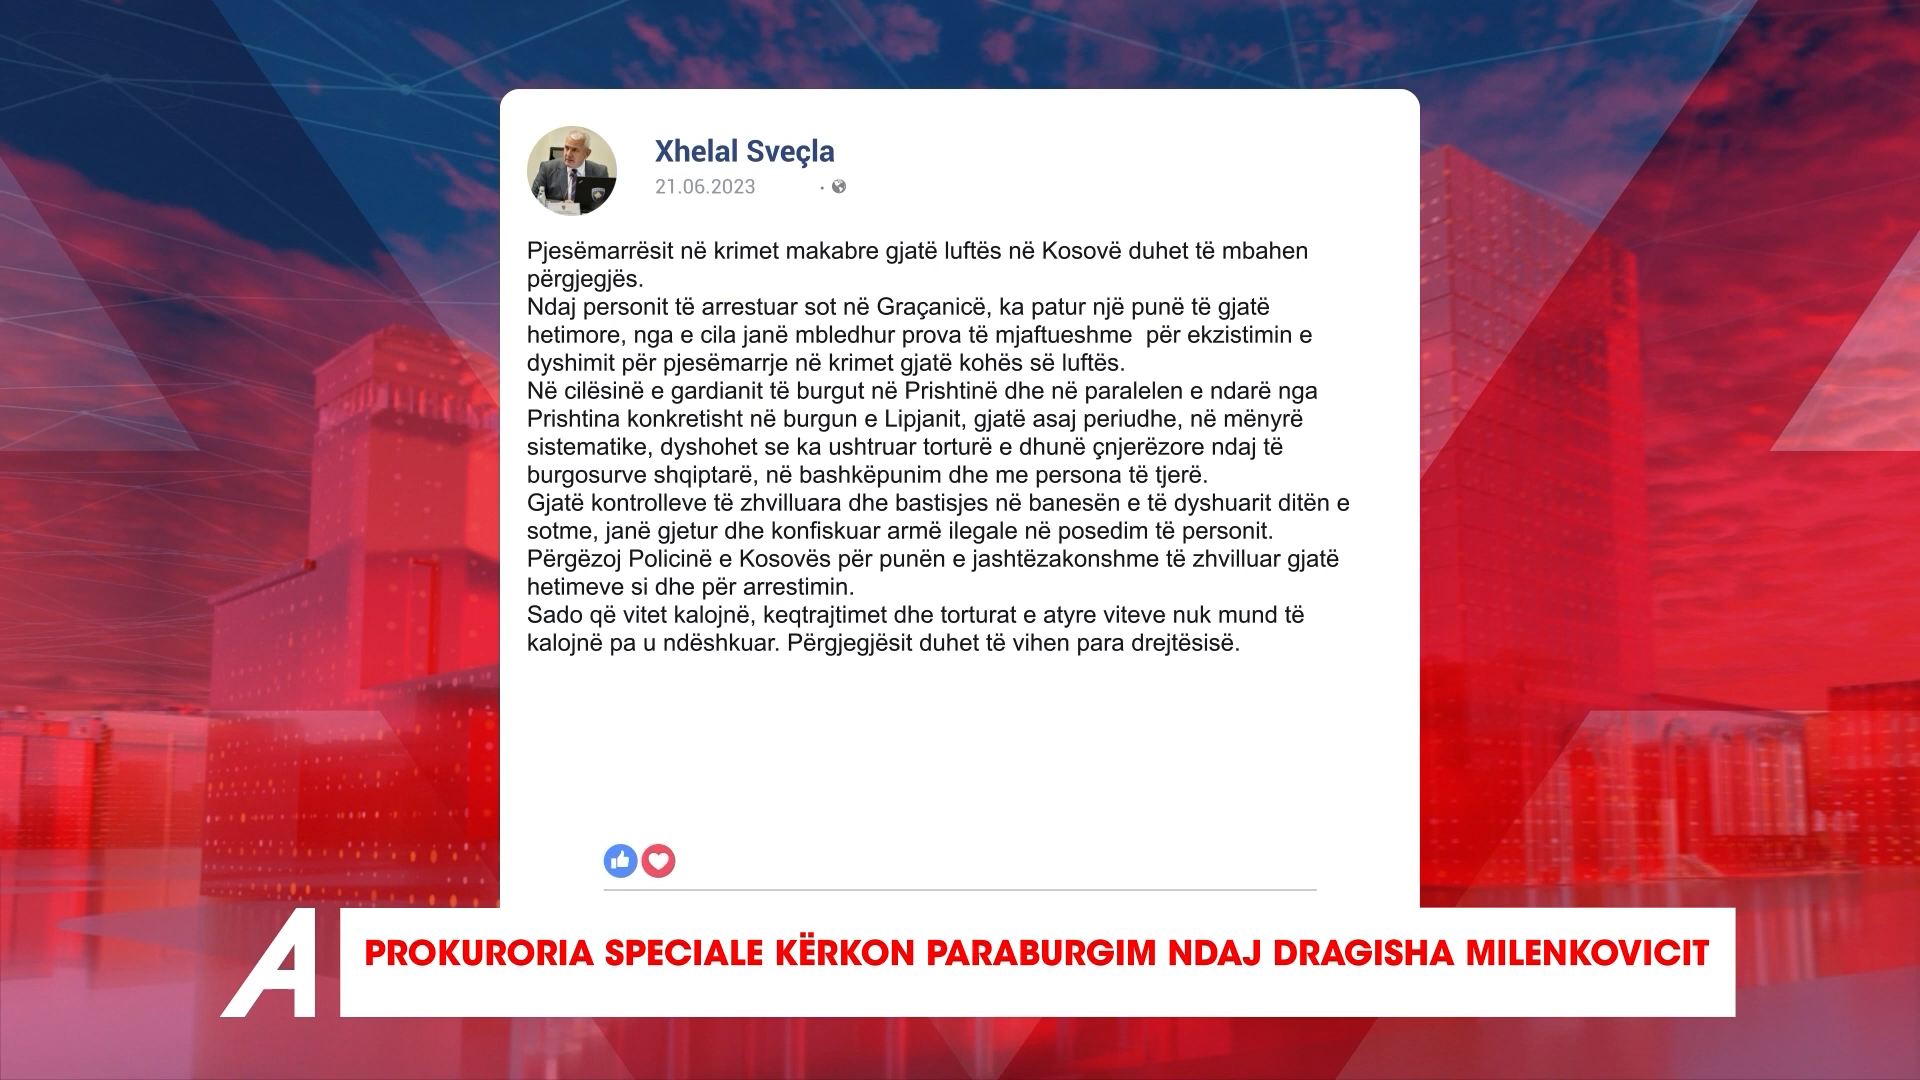 Xhelal Sveçla
21.06.2023
Pjesëmarrësit në krimet makabre gjatë luftës në Kosovë duhet të mbahen
përgjegjës.
Ndaj personit të arrestuar sot në Graçanicë, ka patur një punë të gjatë
hetimore, nga e cila janë mbledhur prova të mjaftueshme  për ekzistimin e
dyshimit për pjesëmarrje në krimet gjatë kohës së luftës.
Në cilësinë e gardianit të burgut në Prishtinë dhe në paralelen e ndarë nga
Prishtina konkretisht në burgun e Lipjanit, gjatë asaj periudhe, në mënyrë
sistematike, dyshohet se ka ushtruar torturë e dhunë çnjerëzore ndaj të
burgosurve shqiptarë, në bashkëpunim dhe me persona të tjerë.
Gjatë kontrolleve të zhvilluara dhe bastisjes në banesën e të dyshuarit ditën e
sotme, janë gjetur dhe konfiskuar armë ilegale në posedim të personit.
Përgëzoj Policinë e Kosovës për punën e jashtëzakonshme të zhvilluar gjatë
hetimeve si dhe për arrestimin.
Sado që vitet kalojnë, keqtrajtimet dhe torturat e atyre viteve nuk mund të
kalojnë pa u ndëshkuar. Përgjegjësit duhet të vihen para drejtësisë.
A
PROKURORIA SPECIALE KËRKON PARABURGIM NDAJ DRAGISHA MILENKOVICIT